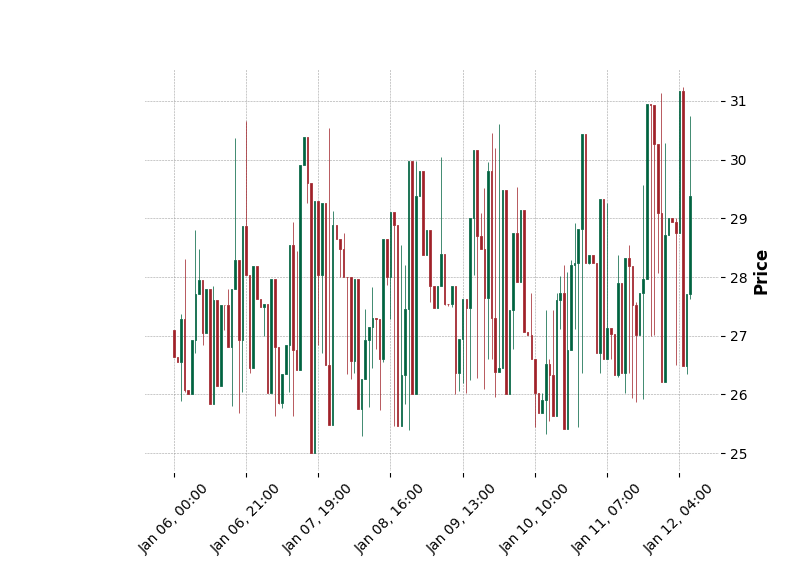 31
30
29
28
27
26
25
Price
Jan 06, 00:00
Jan 06, 21:00
Jan 07, 19:00
Jan 08, 16:00
Jan 09, 13:00
Jan 10, 10:00
Jan 11, 07:00
Jan 12, 04:00